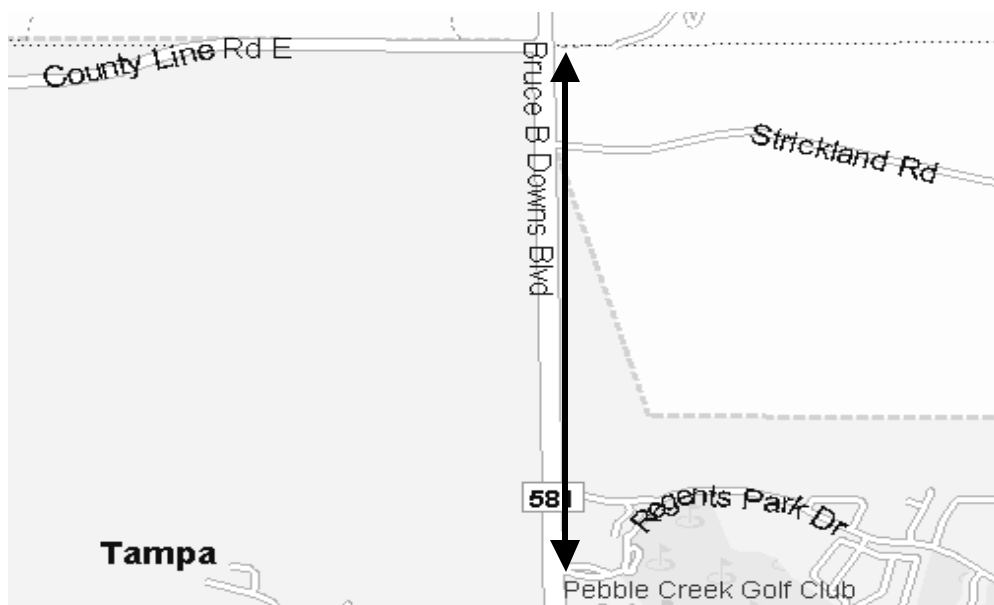 County Line Rd E
Bruce B Downs Blvd
Strickland Rd
581
Regents Park Dr
Tampa
Pebble Creek Golf Club